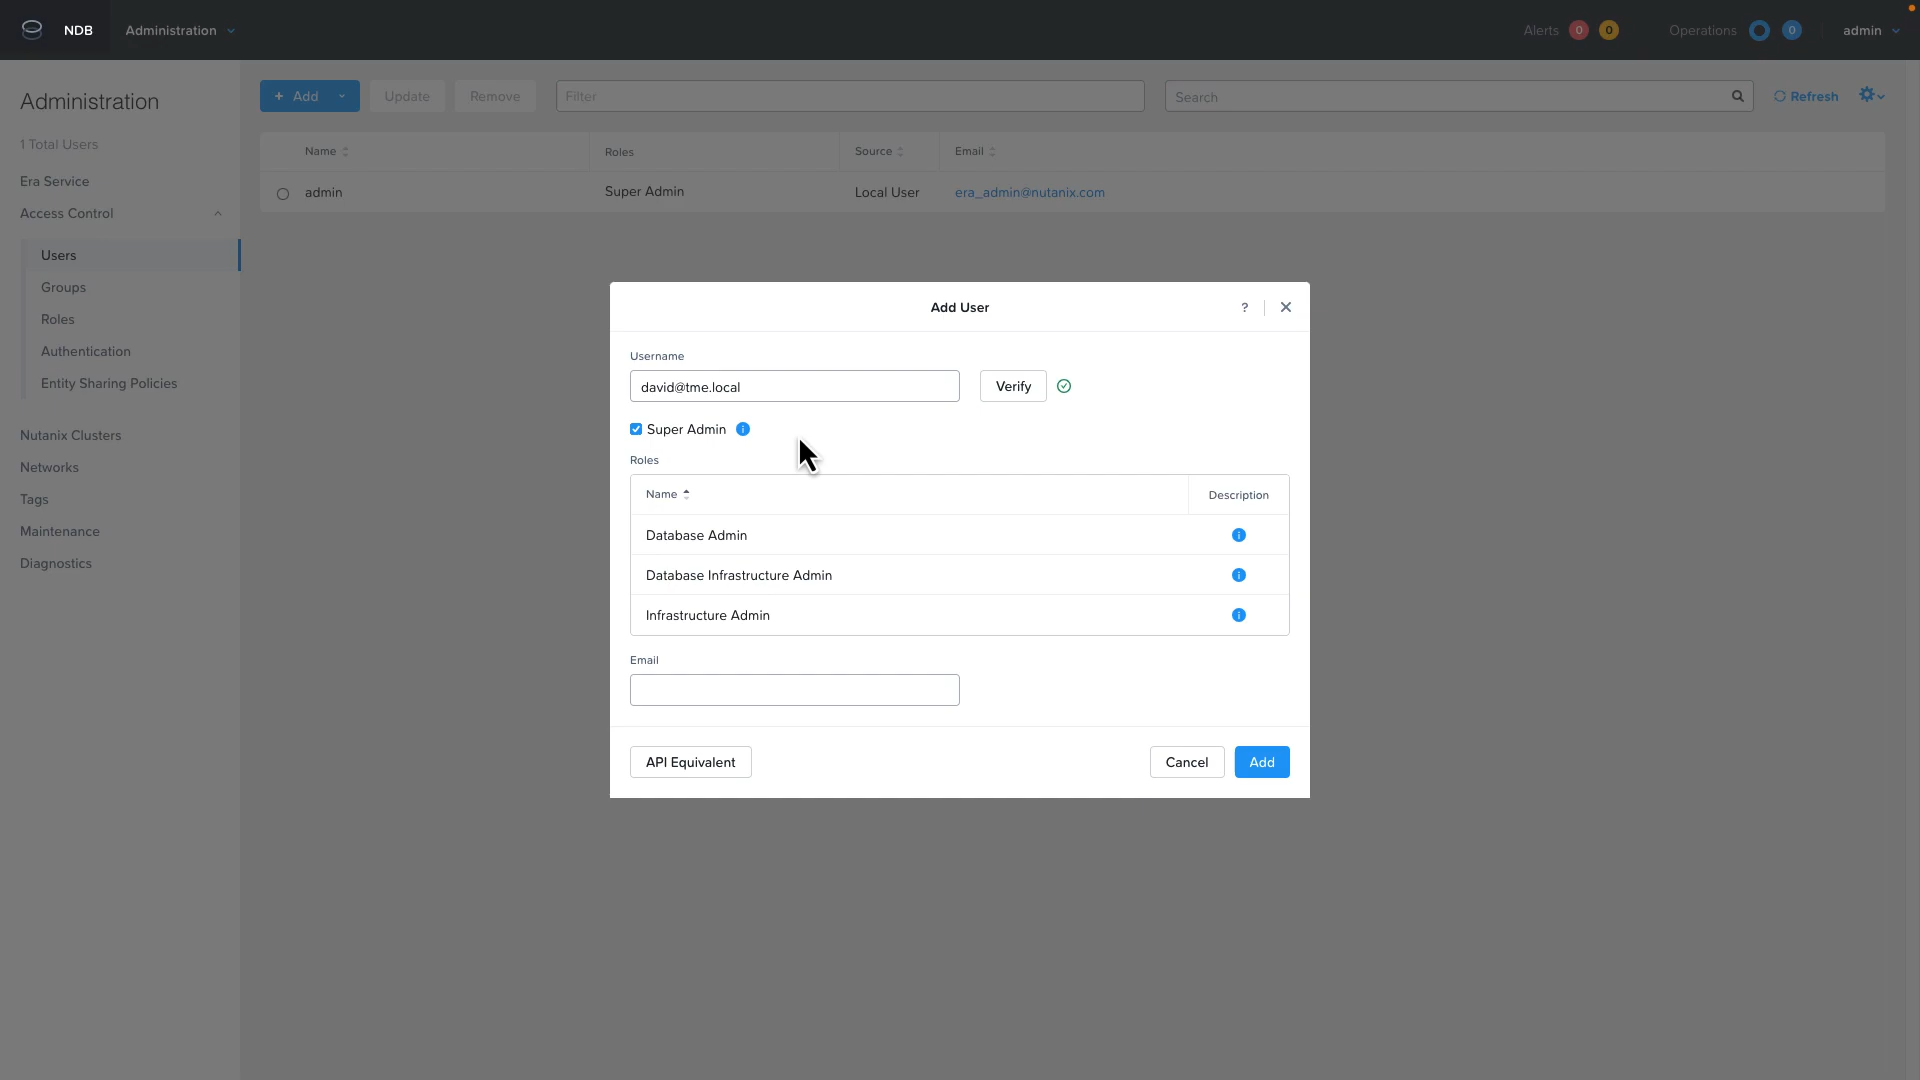 NDB
Administration
Alerts 0 0
Operations 0
admin
Administration
1 Total Users
Era Service
Access Control
Users
Groups
Roles
Authentication
Entity Sharing Policies
Nutanix Clusters
Networks
Tags
Maintenance
Diagnostics
+ Add
Update
Remove
Filter
Search
Refresh
Name Roles Source Email
admin Super Admin Local User era_admin@nutanix.com
Add User
?
Username
david@tme.local
Verify
Super Admin
Roles
Name Description
Database Admin
Database Infrastructure Admin
Infrastructure Admin
Email
API Equivalent
Cancel
Add